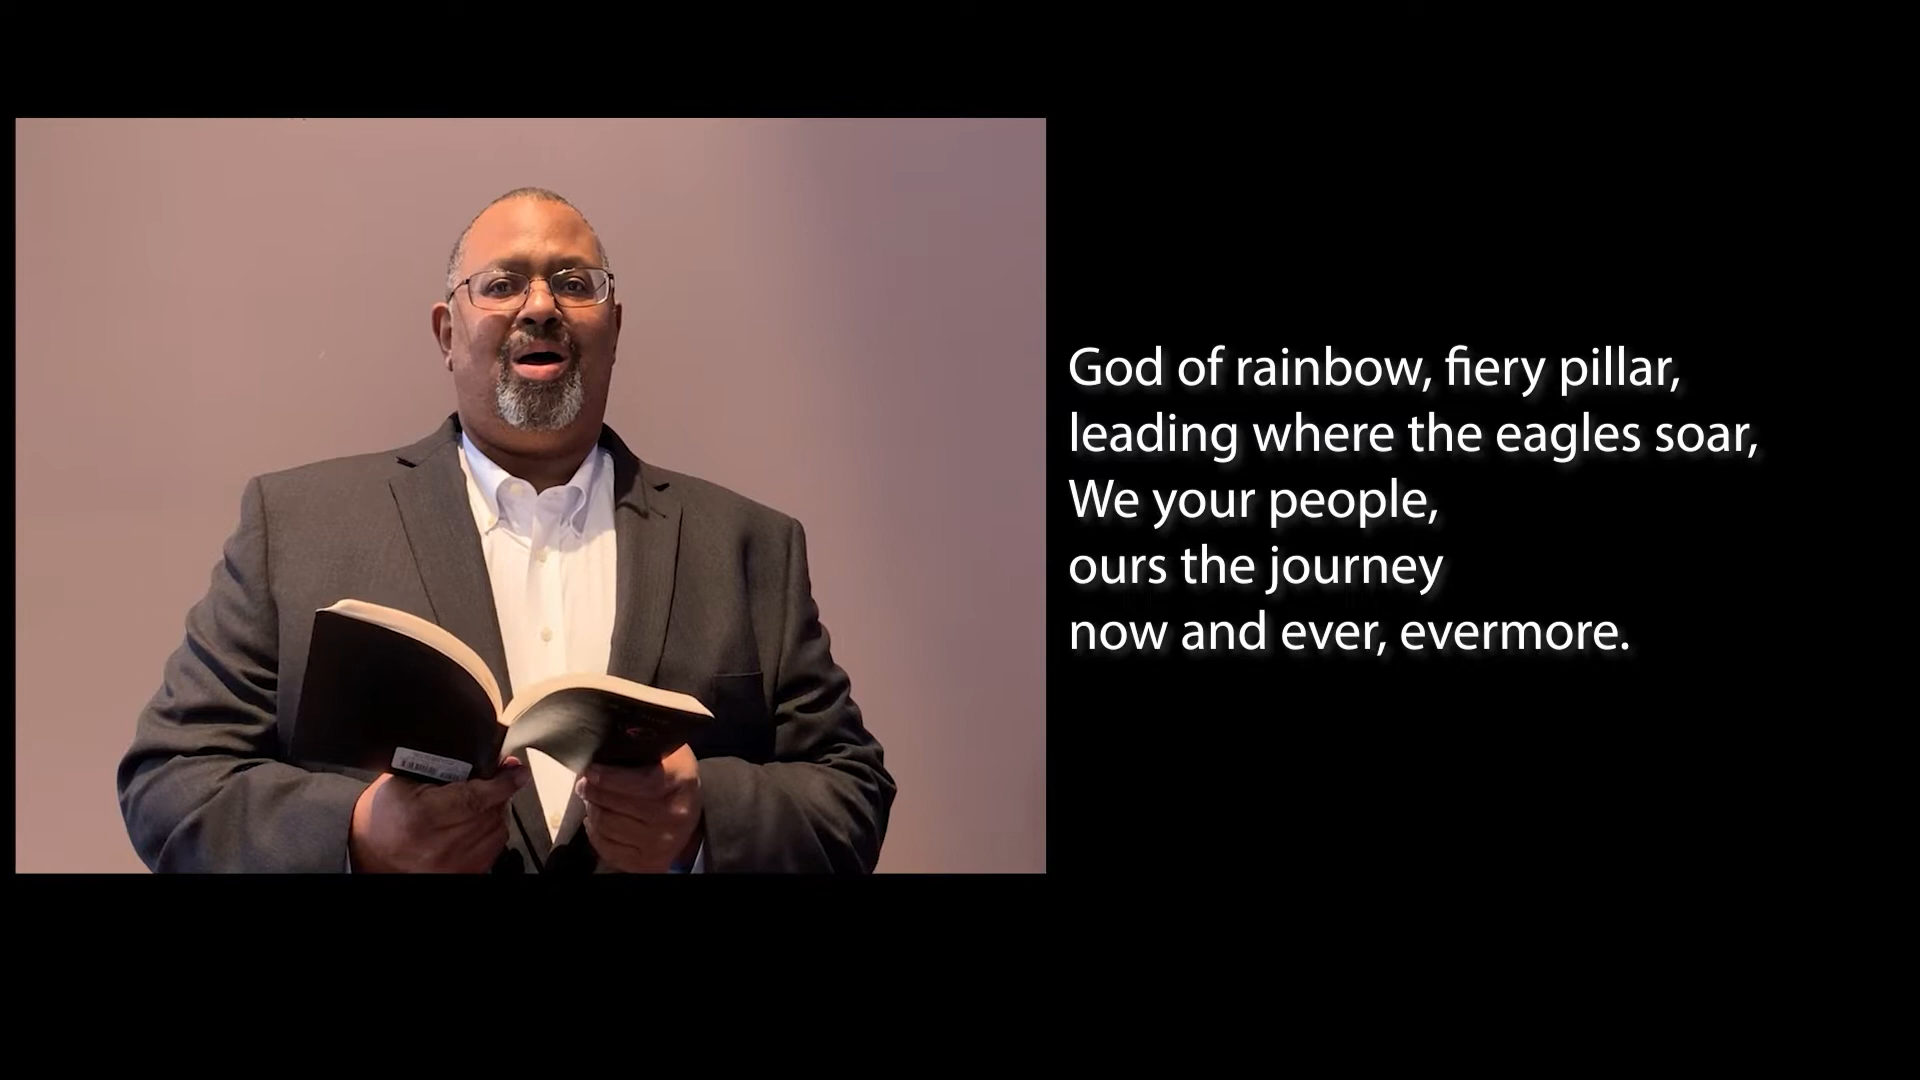 God of rainbow, fiery pillar,
leading where the eagles soar,
We your people,
ours the journey
now and ever, evermore.